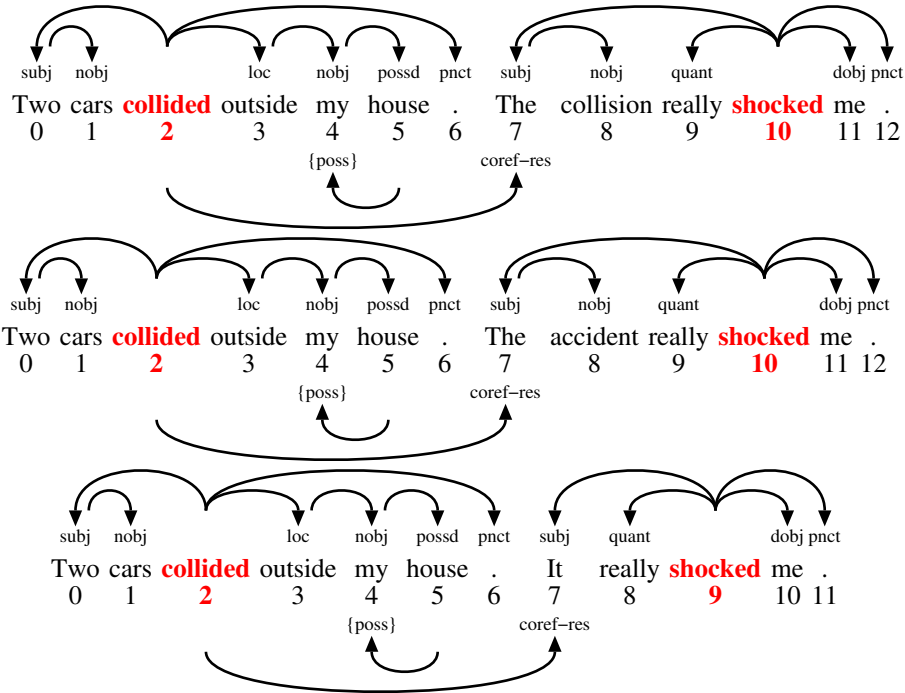 subj nobj loc nobj possd pnct subj nobj quant dobj pnct
Two cars collided outside my house . The collision really shocked me .
0 1 2 3 4 5 6 7 8 9 10 11 12
{poss} coref–res
subj nobj loc nobj possd pnct subj nobj quant dobj pnct
Two cars collided outside my house . The accident really shocked me .
0 1 2 3 4 5 6 7 8 9 10 11 12
{poss} coref–res
subj nobj loc nobj possd pnct subj quant dobj pnct
Two cars collided outside my house . It really shocked me .
0 1 2 3 4 5 6 7 8 9 10 11
{poss} coref–res